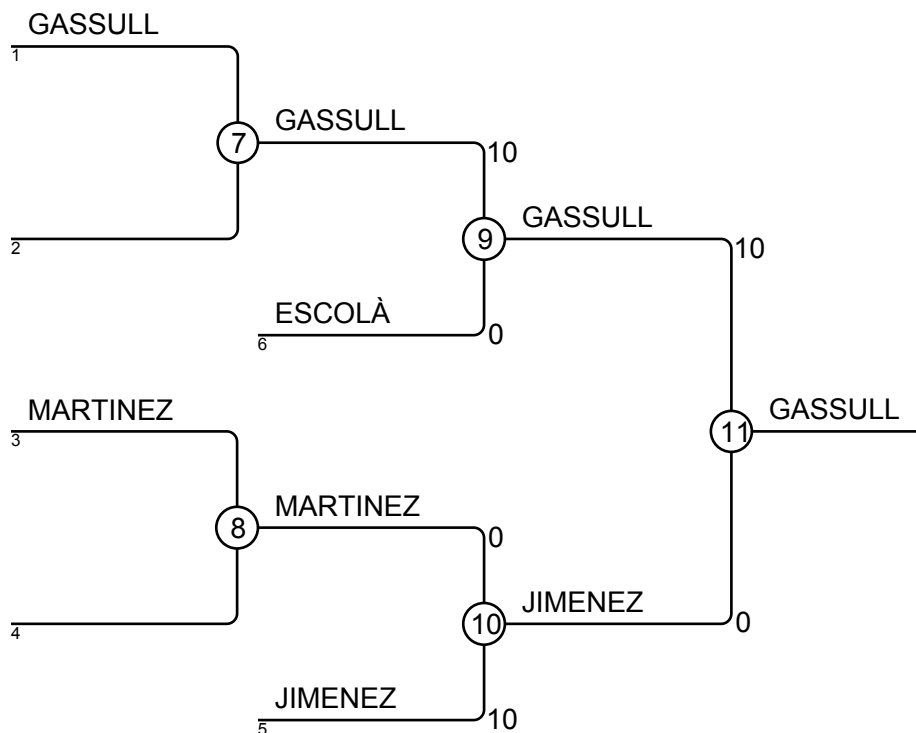 GASSULL
1
GASSULL
7
10
GASSULL
2
9
10
ESCOLÀ
6
0
MARTINEZ
3
GASSULL
11
MARTINEZ
8
0
JIMENEZ
4
10
0
JIMENEZ
5
10